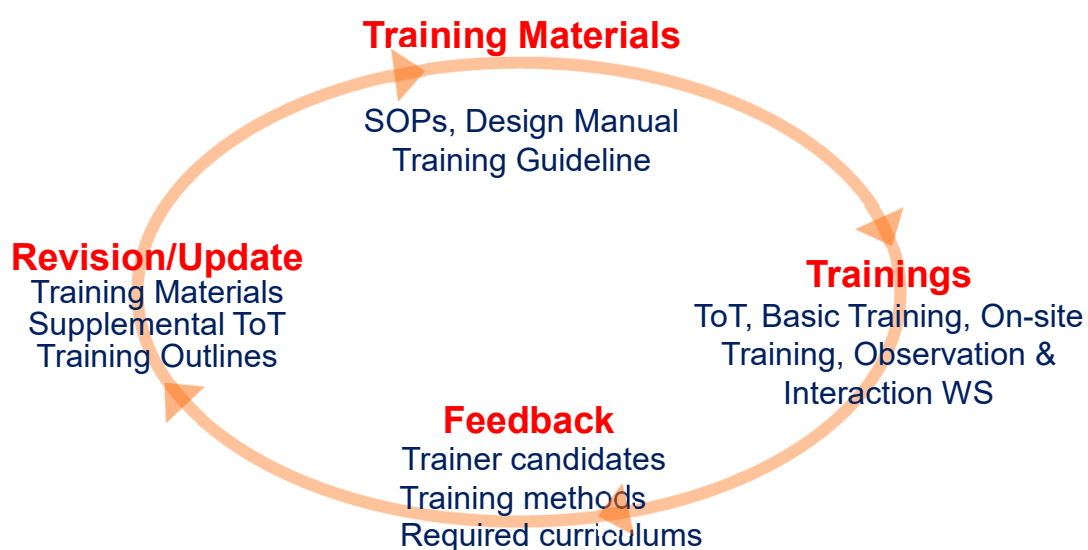 Training Materials
SOPs, Design Manual
Training Guideline
Revision/Update
Training Materials
Supplemental ToT
Training Outlines
Trainings
ToT, Basic Training, On-site
Training, Observation &
Interaction WS
Feedback
Trainer candidates
Training methods
Required curriculums